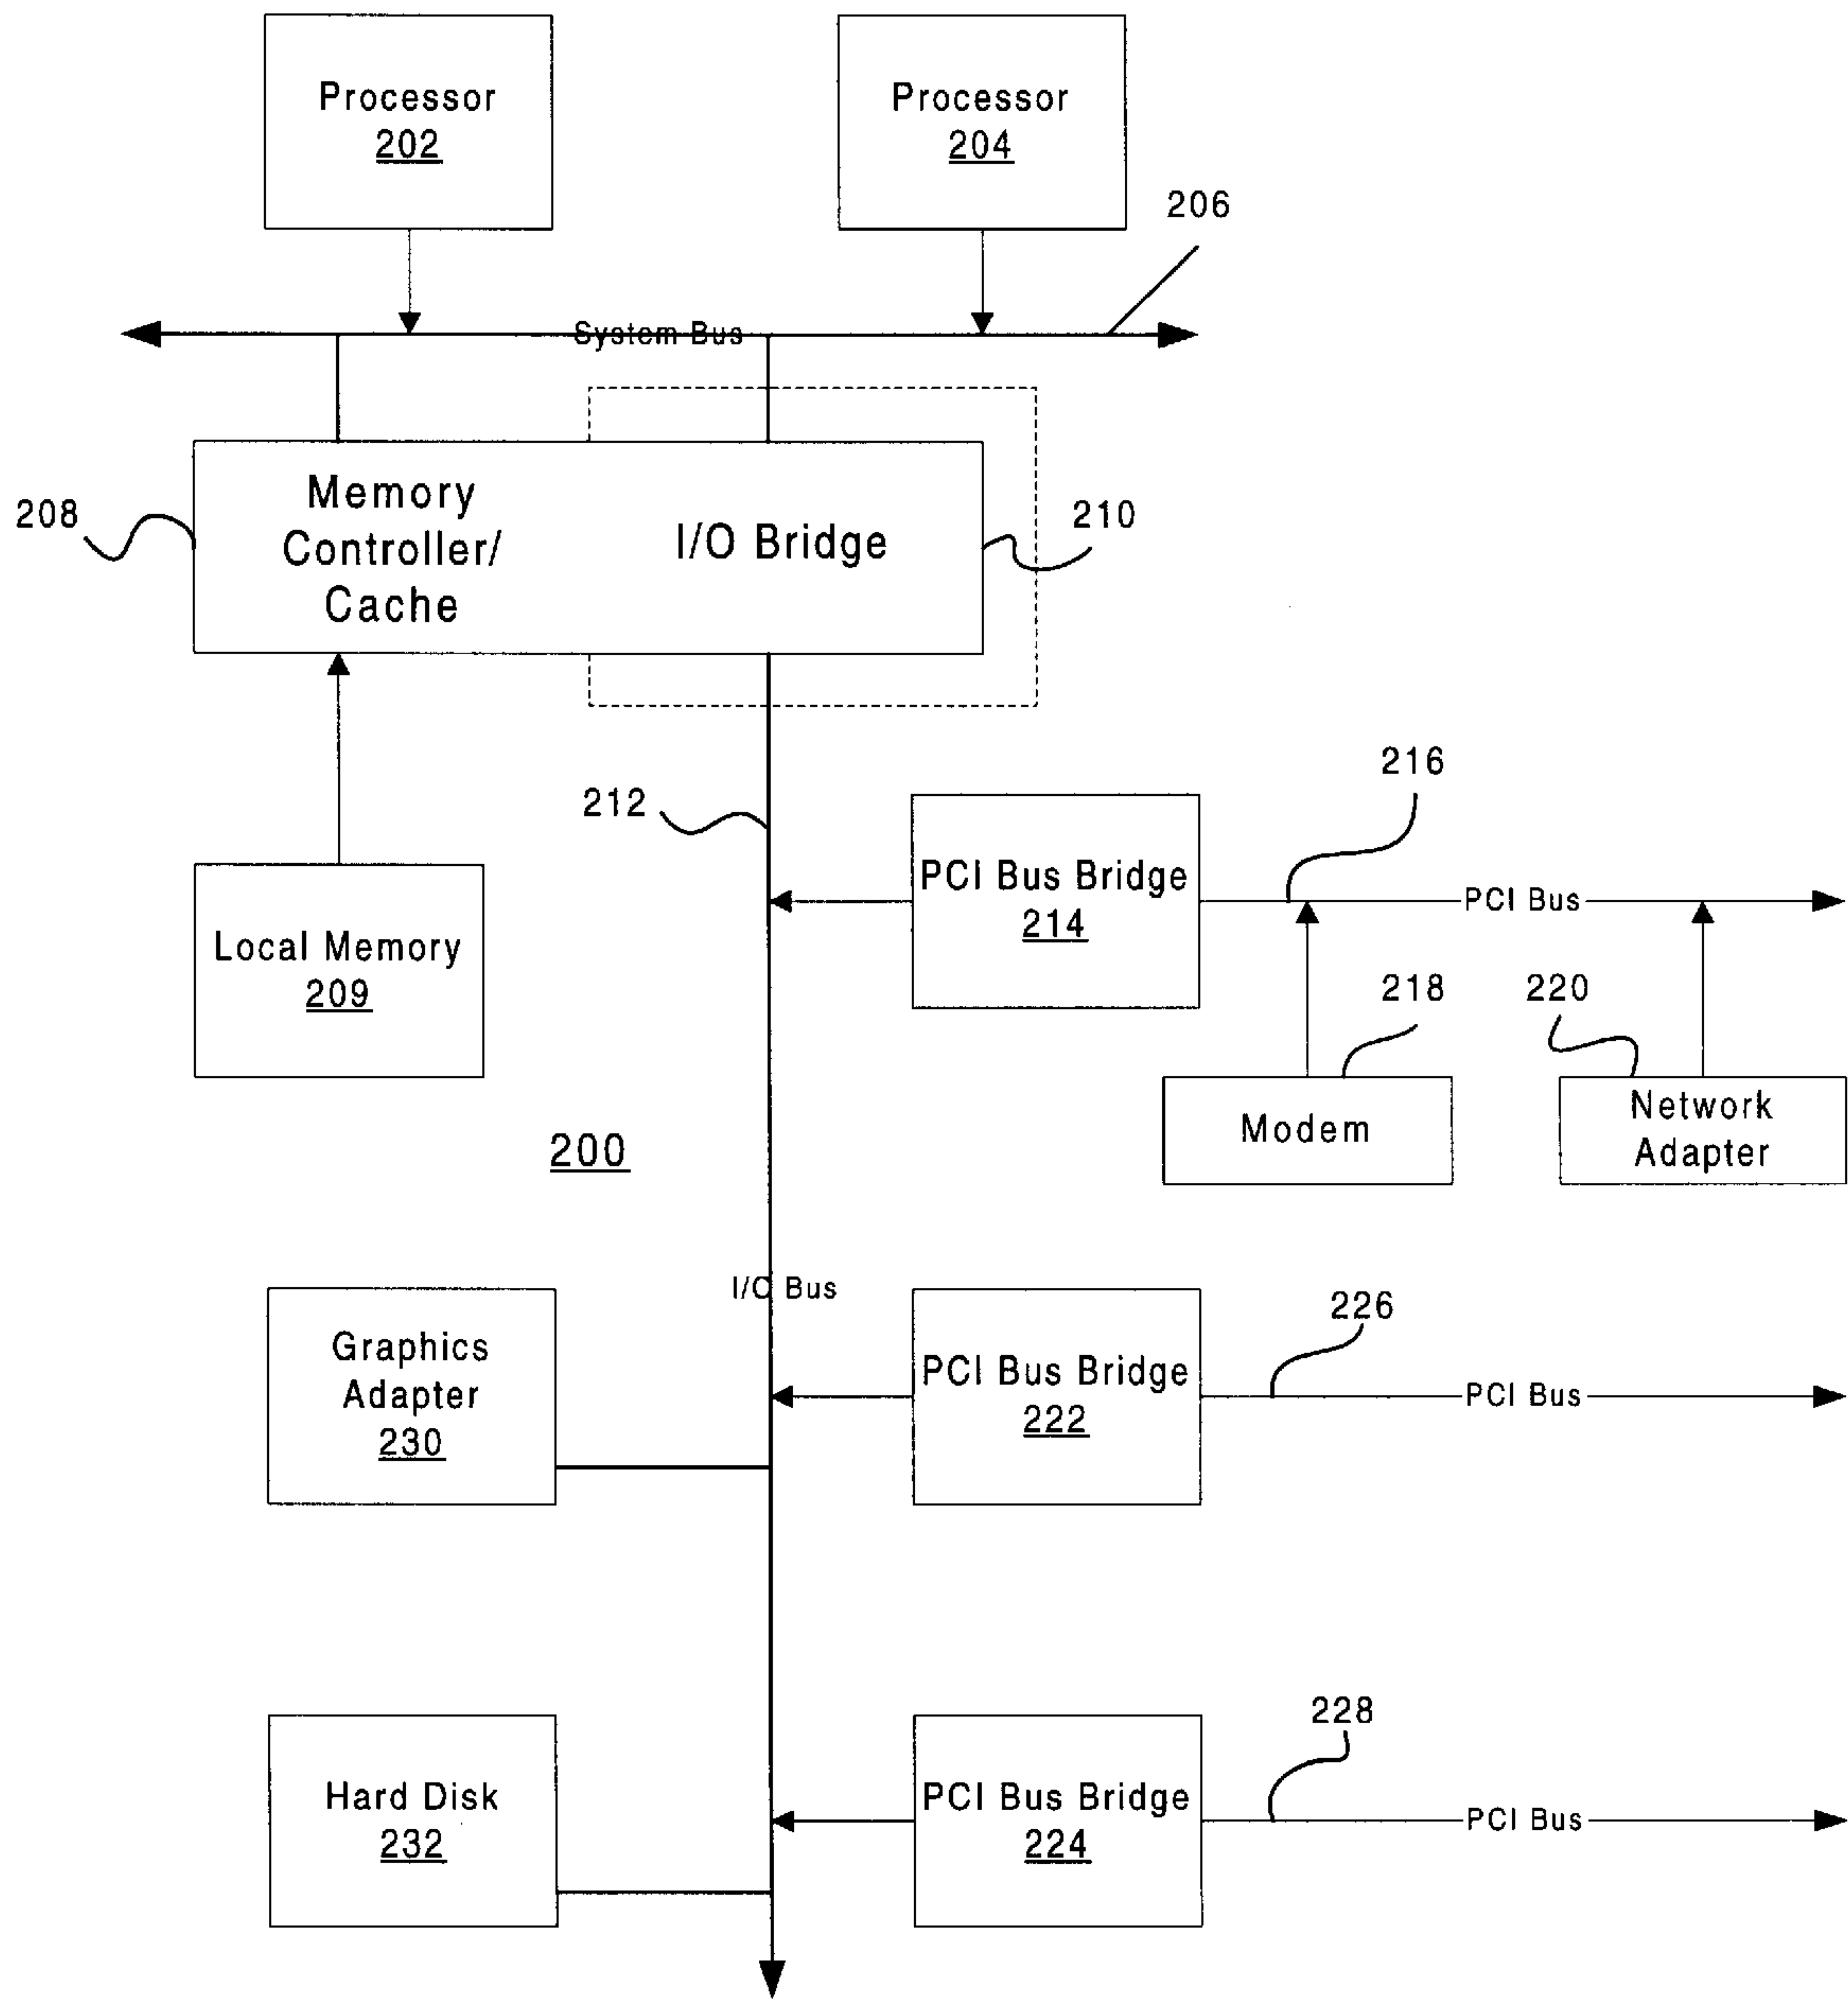 Processor
202
Processor
204
206
System Bus
208
Memory
Controller/
Cache
I/O Bridge
210
216
212
PCI Bus Bridge
214
PCI Bus
Local Memory
209
218
220
Modem
Network
Adapter
200
I/O Bus
226
Graphics
Adapter
230
PCI Bus Bridge
222
PCI Bus
228
Hard Disk
232
PCI Bus Bridge
224
PCI Bus